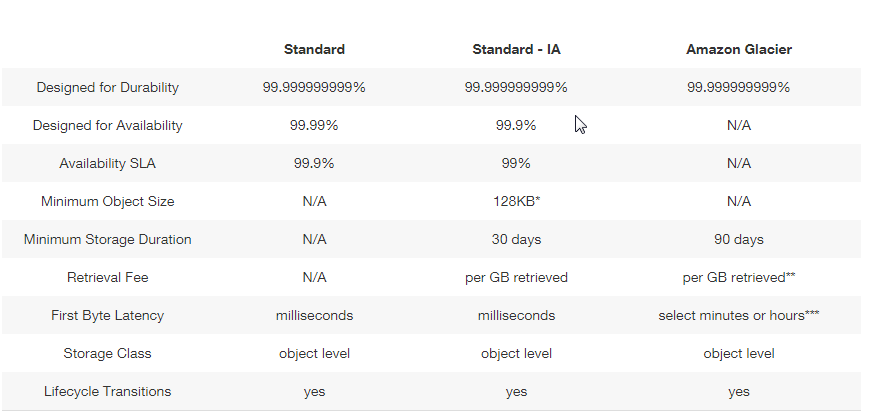 Standard Standard - IA Amazon Glacier
Designed for Durability 99.999999999% 99.999999999% 99.999999999%
Designed for Availability 99.99% 99.9% N/A
Availability SLA 99.9% 99% N/A
Minimum Object Size N/A 128KB* N/A
Minimum Storage Duration N/A 30 days 90 days
Retrieval Fee N/A per GB retrieved per GB retrieved**
First Byte Latency milliseconds milliseconds select minutes or hours***
Storage Class object level object level object level
Lifecycle Transitions yes yes yes